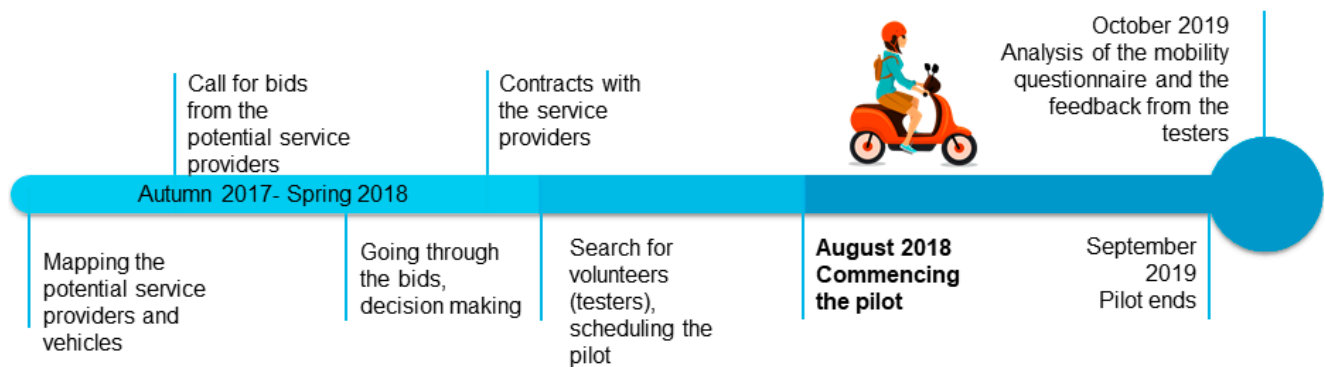 Call for bids
from the
potential service
providers
Contracts with
the service
providers
October 2019
Analysis of the mobility
questionnaire and the
feedback from the
testers
Autumn 2017- Spring 2018
Mapping the
potential service
providers and
vehicles
Going through
the bids,
decision making
Search for
volunteers
(testers),
scheduling the
pilot
August 2018
Commencing
the pilot
September
2019
Pilot ends